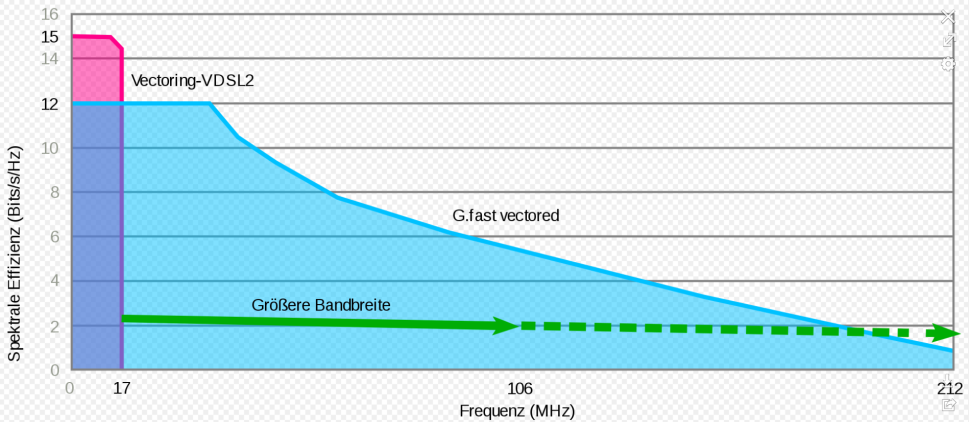 16
15
14
Vectoring-VDSL2
12
10
8
G.fast vectored
6
4
Größere Bandbreite
2
0
0 17 106 212
Frequenz (MHz)
Spektrale Effizienz (Bits/s/Hz)